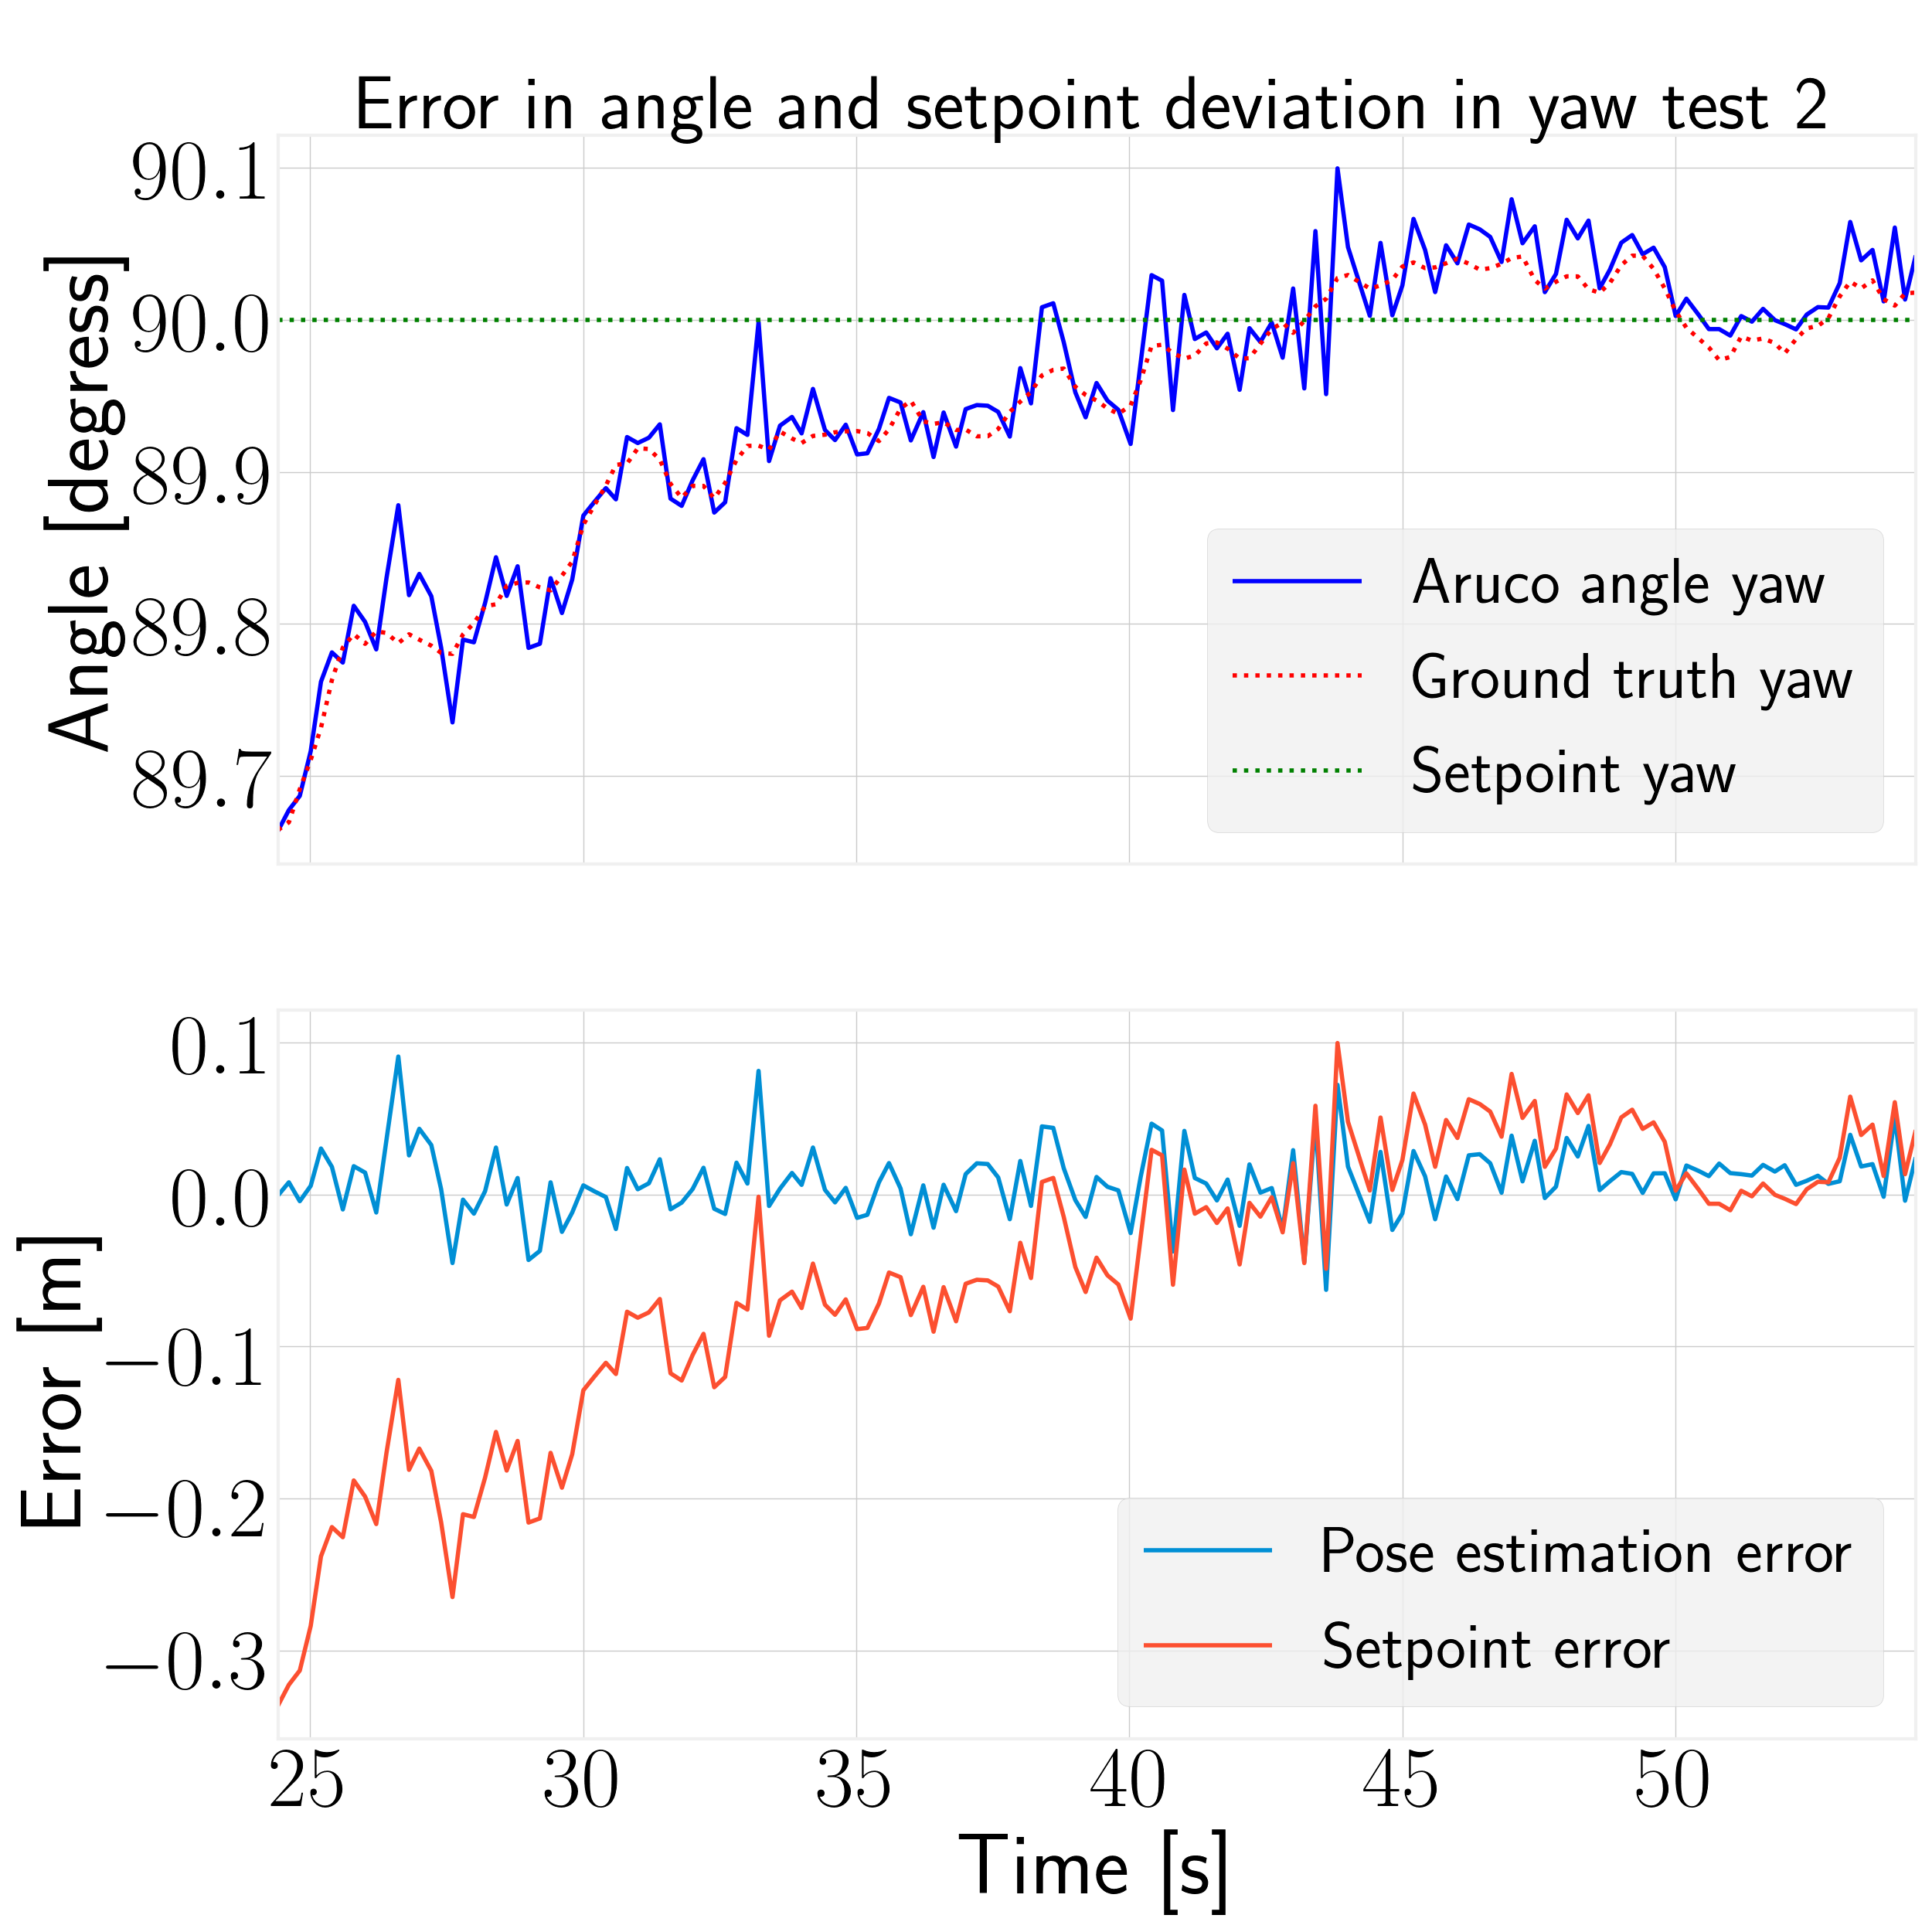 Error in angle and setpoint deviation in yaw test 2
Angle [degress]
90.1
90.0
89.9
89.8
89.7
Aruco angle yaw
Ground truth yaw
Setpoint yaw
Error [m]
0.1
0.0
−0.1
−0.2
−0.3
Pose estimation error
Setpoint error
25 30 35 40 45 50
Time [s]